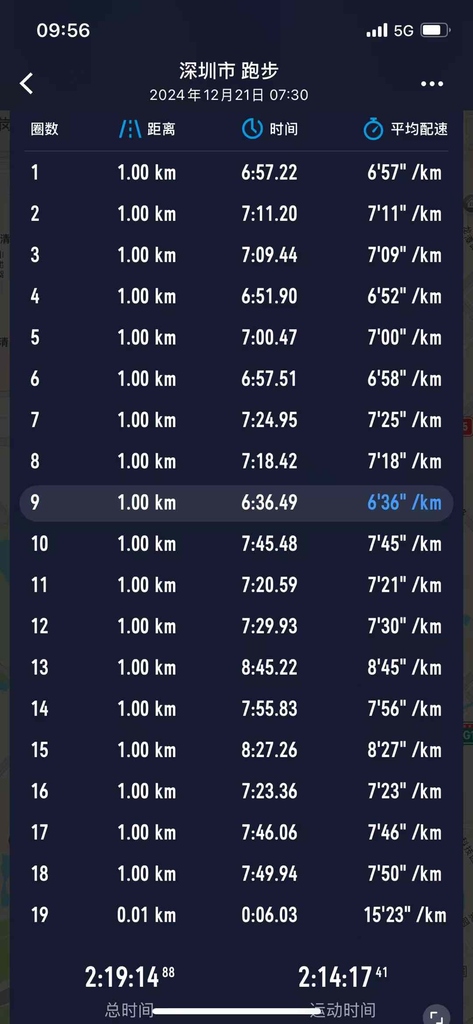 09:56 5G
深圳市 跑步
2024年12月21日 07:30
圈数 距离 时间 平均配速
1 1.00 km 6:57.22 6'57" /km
2 1.00 km 7:11.20 7'11" /km
3 1.00 km 7:09.44 7'09" /km
4 1.00 km 6:51.90 6'52" /km
5 1.00 km 7:00.47 7'00" /km
6 1.00 km 6:57.51 6'58" /km
7 1.00 km 7:24.95 7'25" /km
8 1.00 km 7:18.42 7'18" /km
9 1.00 km 6:36.49 6'36" /km
10 1.00 km 7:45.48 7'45" /km
11 1.00 km 7:20.59 7'21" /km
12 1.00 km 7:29.93 7'30" /km
13 1.00 km 8:45.22 8'45" /km
14 1.00 km 7:55.83 7'56" /km
15 1.00 km 8:27.26 8'27" /km
16 1.00 km 7:23.36 7'23" /km
17 1.00 km 7:46.06 7'46" /km
18 1.00 km 7:49.94 7'50" /km
19 0.01 km 0:06.03 15'23" /km
2:19:14 88 2:14:17 41
总时间 运动时间